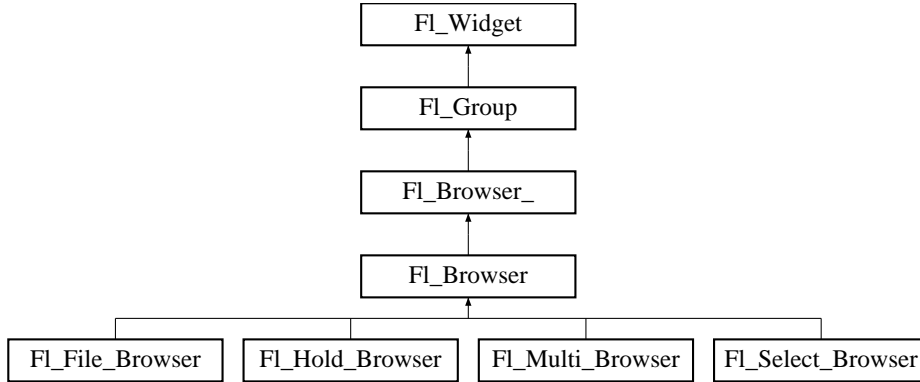 Fl_Widget
Fl_Group
Fl_Browser_
Fl_Browser
Fl_File_Browser Fl_Hold_Browser Fl_Multi_Browser Fl_Select_Browser